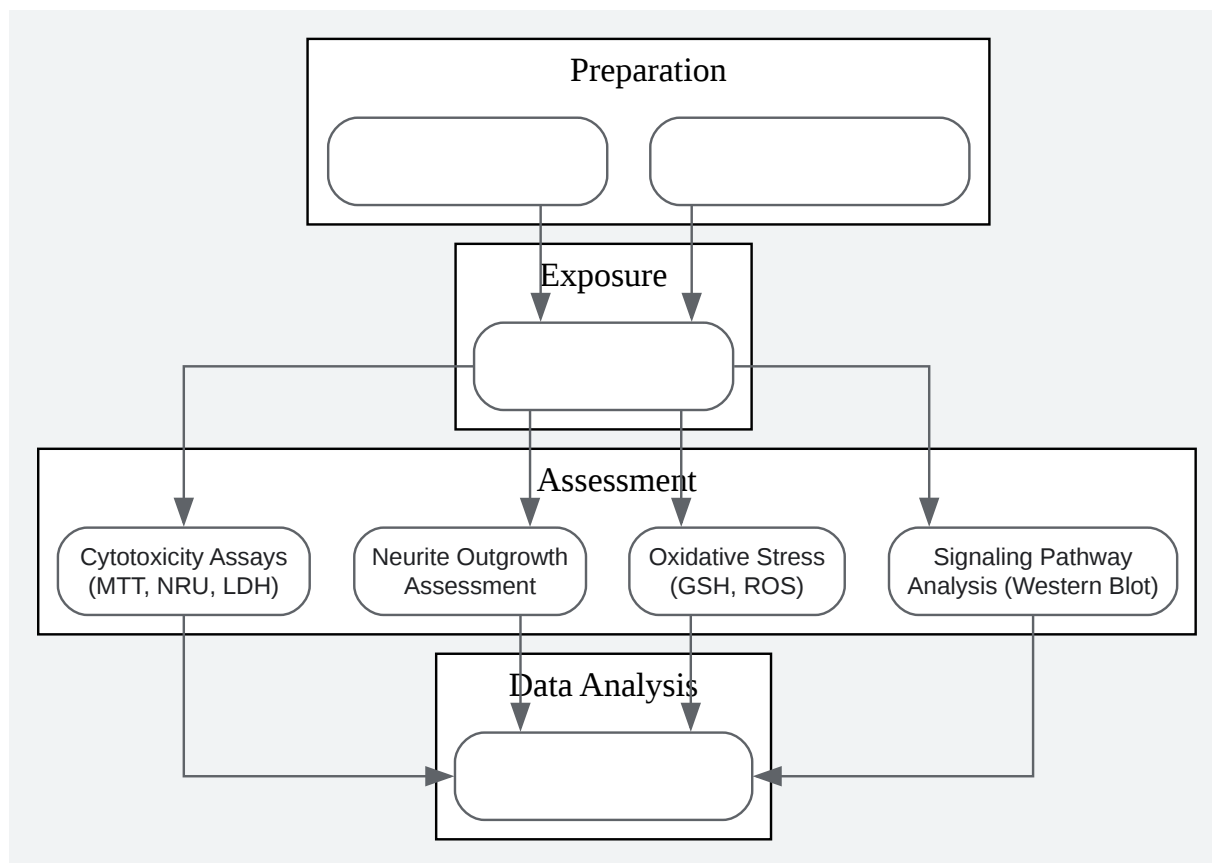 Preparation
Exposure
Assessment
Cytotoxicity Assays
(MTT, NRU, LDH)
Neurite Outgrowth
Assessment
Oxidative Stress
(GSH, ROS)
Signaling Pathway
Analysis (Western Blot)
Data Analysis